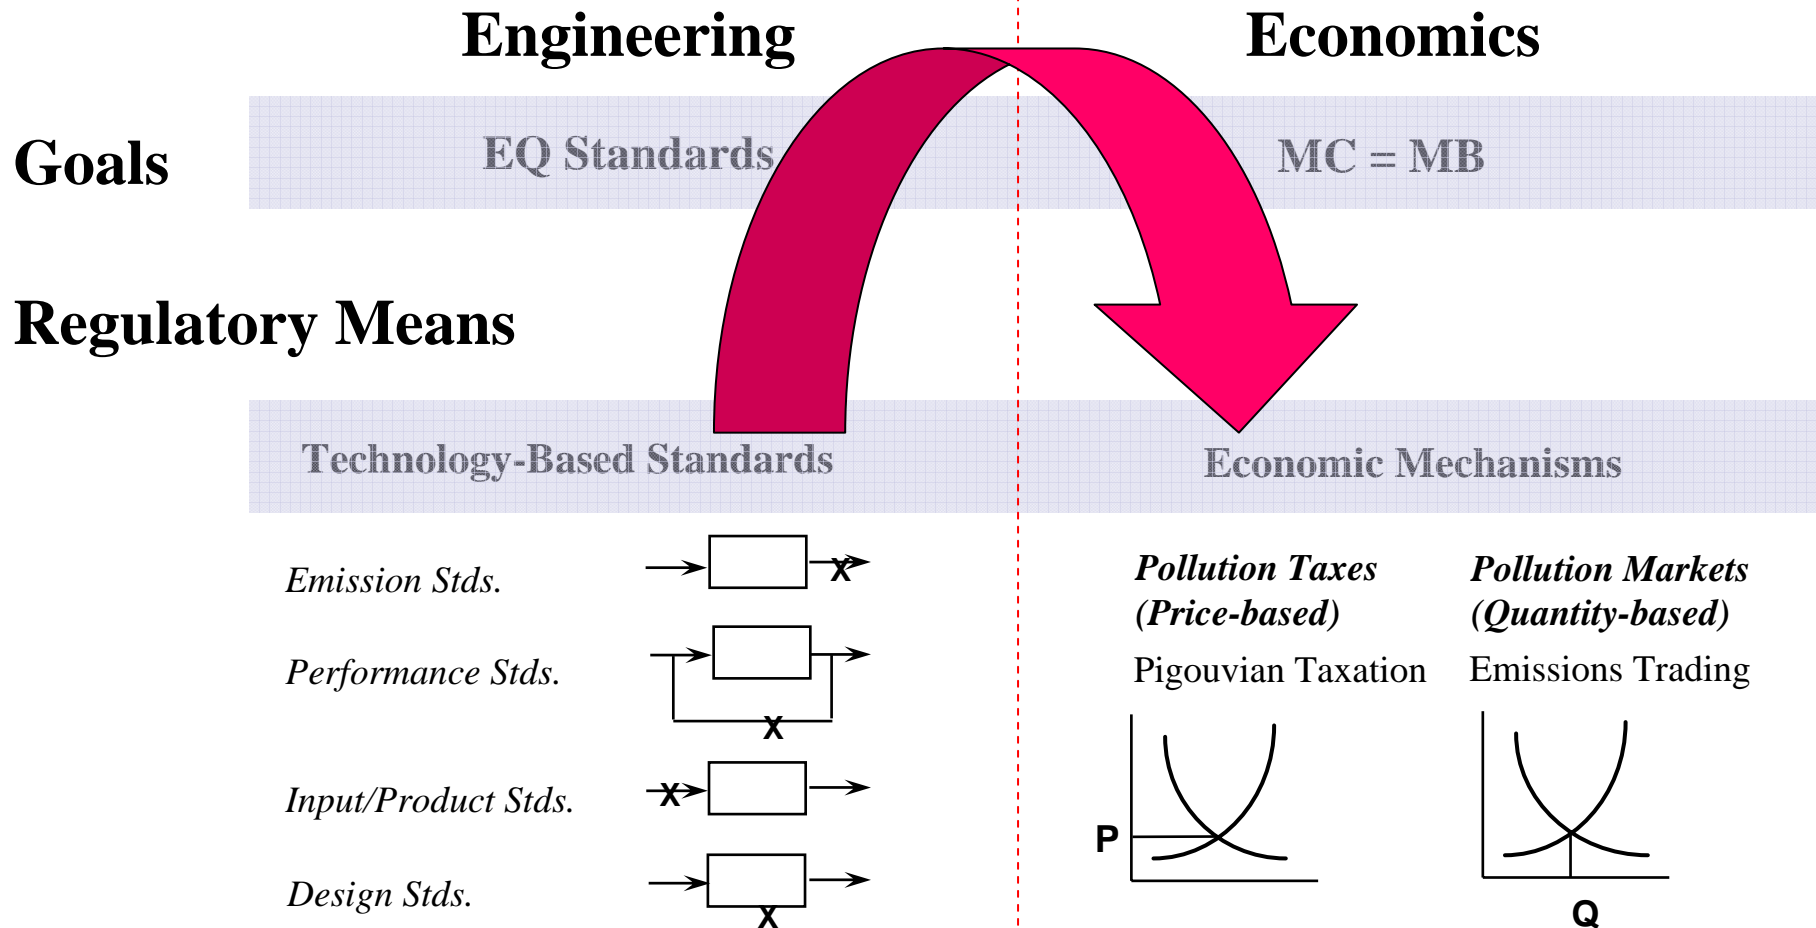 Engineering
Economics
Goals
EQ Standards
MC = MB
Regulatory Means
Technology-Based Standards
Economic Mechanisms
Emission Stds.
X
Performance Stds.
X
Input/Product Stds.
X
Design Stds.
X
Pollution Taxes
(Price-based)
Pigouvian Taxation
P
Pollution Markets
(Quantity-based)
Emissions Trading
Q